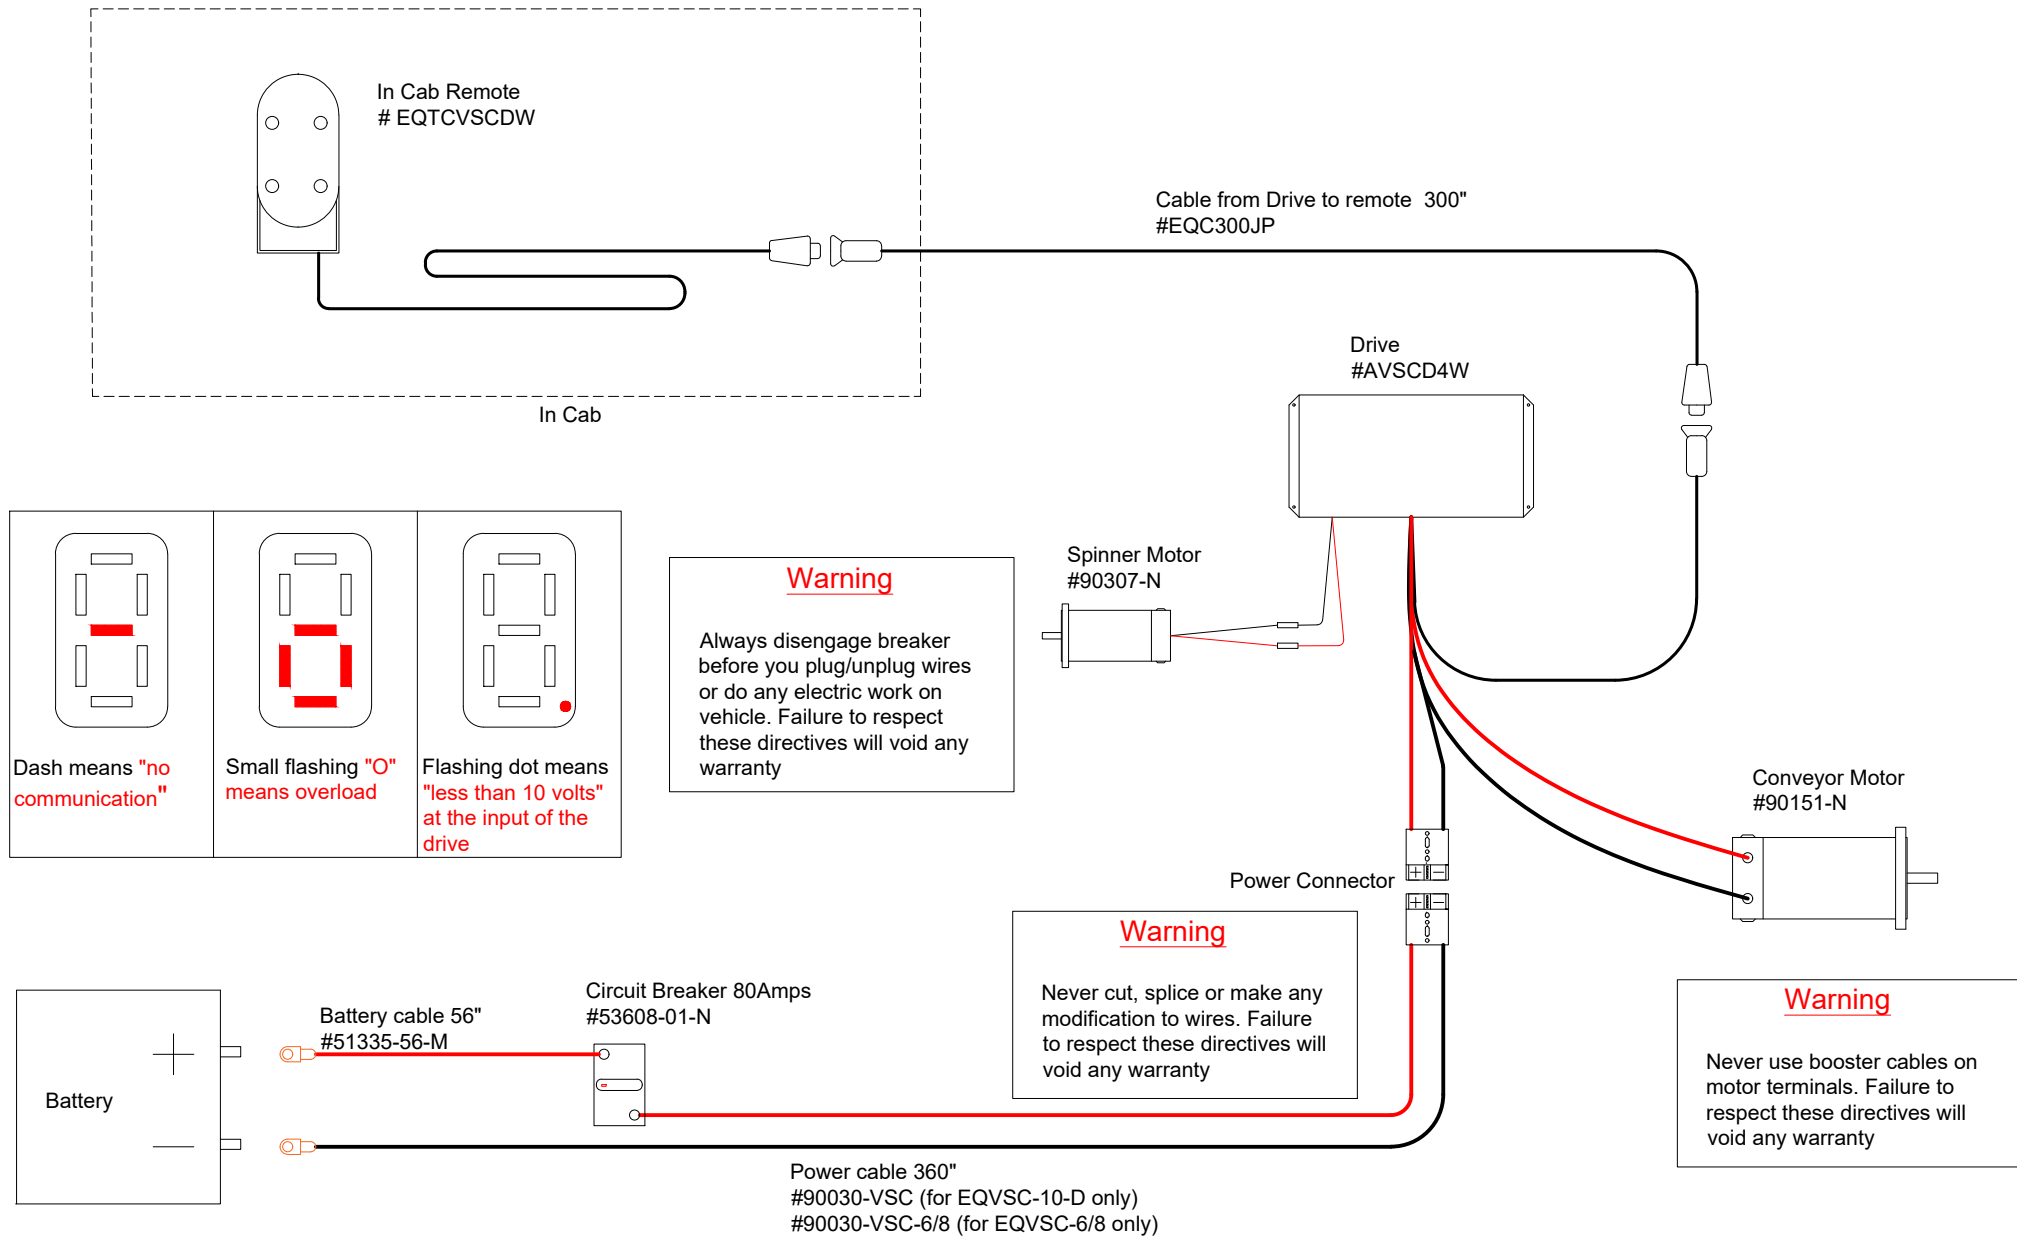 In Cab Remote
# EQTCVSCDW
Cable from Drive to remote  300"
#EQC300JP
Drive
#AVSCD4W
In Cab
Dash means "no
communication"
Small flashing "O"
means overload
Flashing dot means
"less than 10 volts"
at the input of the
drive
Warning
Always disengage breaker
before you plug/unplug wires
or do any electric work on
vehicle. Failure to respect
these directives will void any
warranty
Spinner Motor
#90307-N
Conveyor Motor
#90151-N
Power Connector
+ −
+ −
Warning
Never cut, splice or make any
modification to wires. Failure
to respect these directives will
void any warranty
Warning
Never use booster cables on
motor terminals. Failure to
respect these directives will
void any warranty
Battery
+
−
Battery cable 56"
#51335-56-M
Circuit Breaker 80Amps
#53608-01-N
Power cable 360"
#90030-VSC (for EQVSC-10-D only)
#90030-VSC-6/8 (for EQVSC-6/8 only)